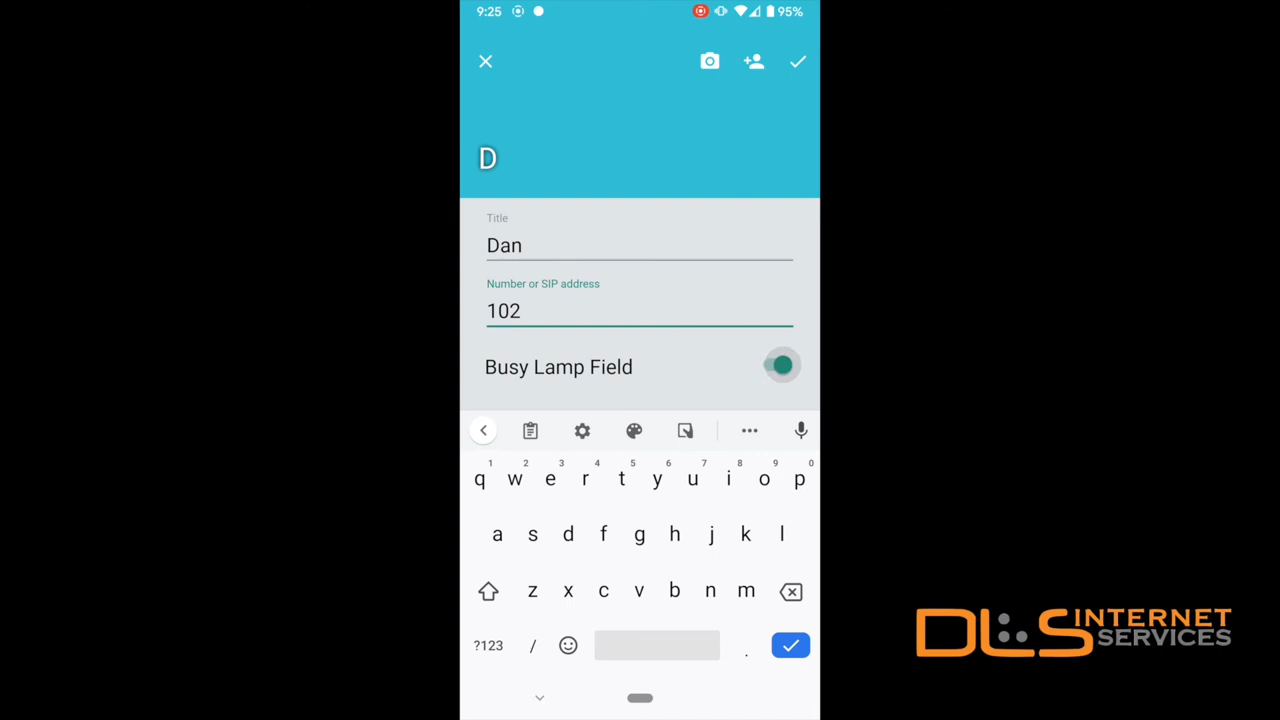 9:25
95%
D
Title
Dan
Number or SIP address
102
Busy Lamp Field
1 2 3 4 5 6 7 8 9 0
q w e r t y u i o p
a s d f g h j k l
z x c v b n m
?123 / .
DLS INTERNET
SERVICES